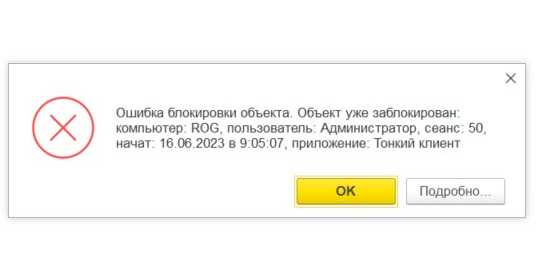 Ошибка блокировки объекта. Объект уже заблокирован:
компьютер: ROG, пользователь: Администратор, сеанс: 50,
начат: 16.06.2023 в 9:05:07, приложение: Тонкий клиент
OK Подробно...